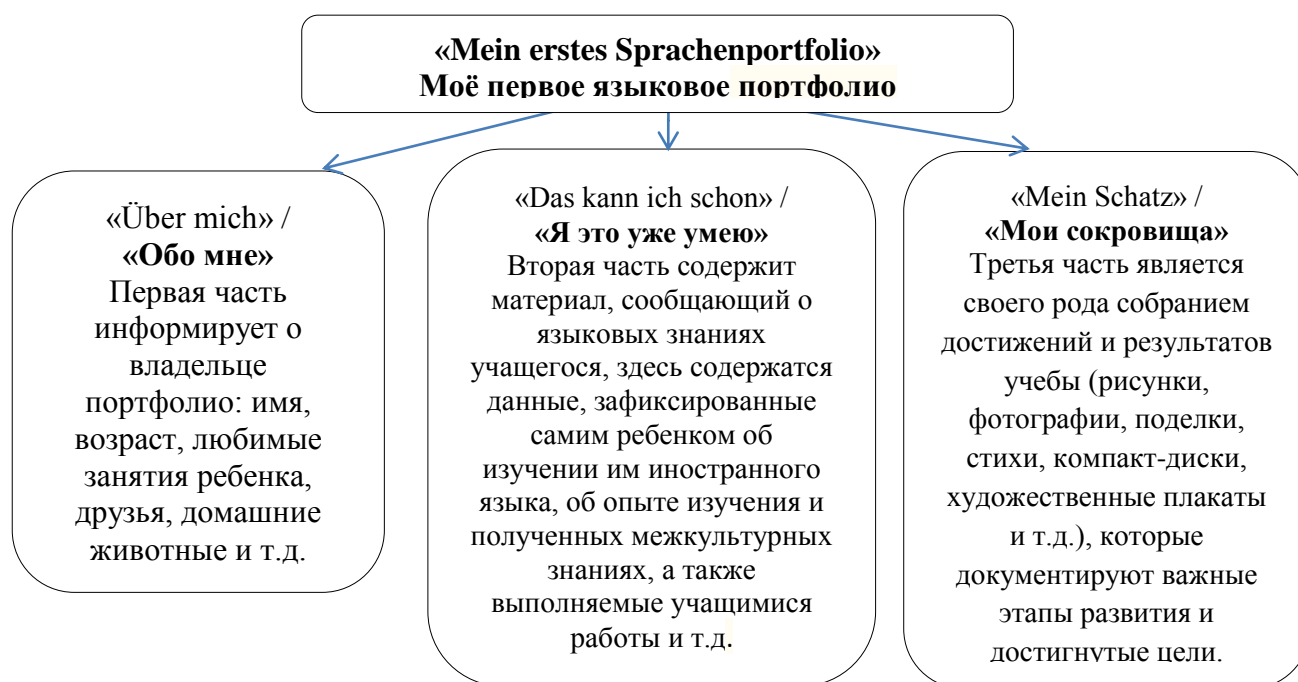 «Mein erstes Sprachenportfolio»
Моё первое языковое портфолио
«Über mich» /
«Обо мне»
Первая часть
информирует о
владельце
портфолио: имя,
возраст, любимые
занятия ребенка,
друзья, домашние
животные и т.д.
«Das kann ich schon» /
«Я это уже умею»
Вторая часть содержит
материал, сообщающий о
языковых знаниях
учащегося, здесь содержатся
данные, зафиксированные
самим ребенком об
изучении им иностранного
языка, об опыте изучения и
полученных межкультурных
знаниях, а также
выполняемые учащимися
работы и т.д.
«Mein Schatz» /
«Мои сокровища»
Третья часть является
своего рода собранием
достижений и результатов
учебы (рисунки,
фотографии, поделки,
стихи, компакт-диски,
художественные плакаты
и т.д.), которые
документируют важные
этапы развития и
достигнутые цели.